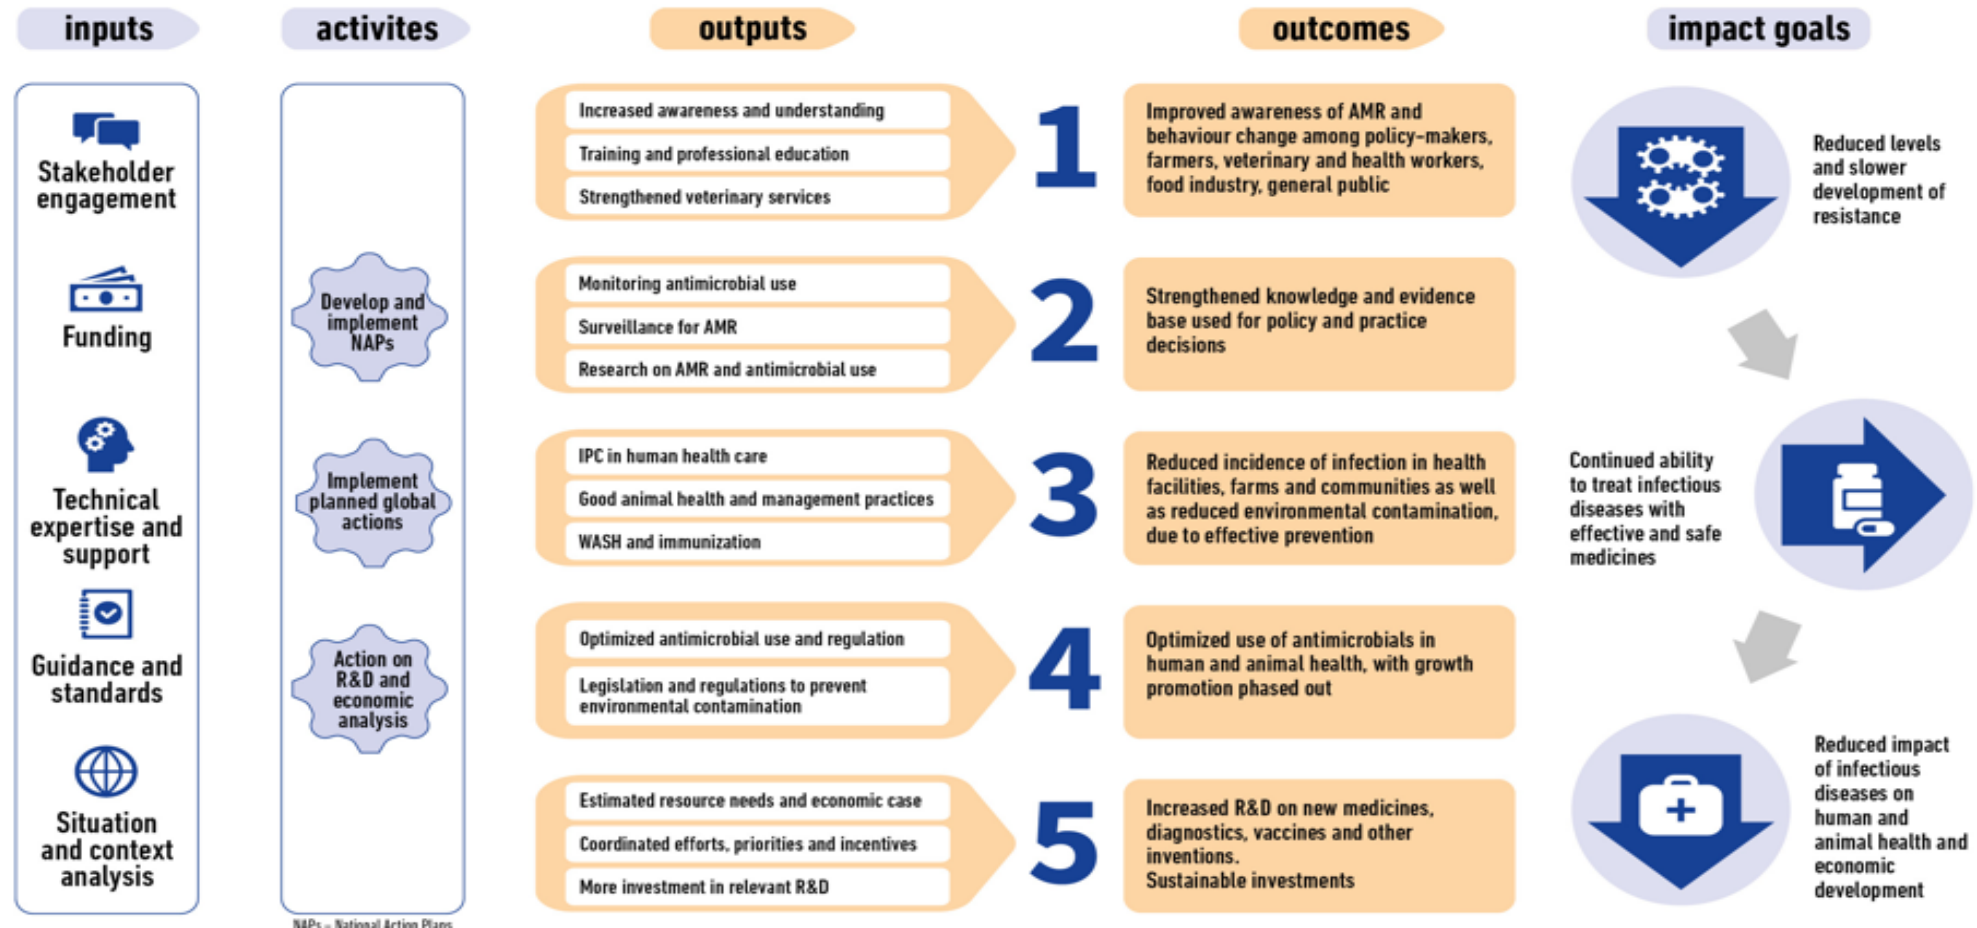 inputs
activites
outputs
outcomes
impact goals
Stakeholder
engagement
Funding
Technical
expertise and
support
Guidance and
standards
Situation
and context
analysis
Develop and
implement
NAPs
Implement
planned global
actions
Action on
R&D and
economic
analysis
NAPs – National Action Plans
Increased awareness and understanding
Training and professional education
Strengthened veterinary services
1
Improved awareness of AMR and
behaviour change among policy-makers,
farmers, veterinary and health workers,
food industry, general public
Monitoring antimicrobial use
Surveillance for AMR
Research on AMR and antimicrobial use
2
Strengthened knowledge and evidence
base used for policy and practice
decisions
IPC in human health care
Good animal health and management practices
WASH and immunization
3
Reduced incidence of infection in health
facilities, farms and communities as well
as reduced environmental contamination,
due to effective prevention
Optimized antimicrobial use and regulation
Legislation and regulations to prevent
environmental contamination
4
Optimized use of antimicrobials in
human and animal health, with growth
promotion phased out
Estimated resource needs and economic case
Coordinated efforts, priorities and incentives
More investment in relevant R&D
5
Increased R&D on new medicines,
diagnostics, vaccines and other
inventions.
Sustainable investments
Reduced levels
and slower
development of
resistance
Continued ability
to treat infectious
diseases with
effective and safe
medicines
Reduced impact
of infectious
diseases on
human and
animal health and
economic
development